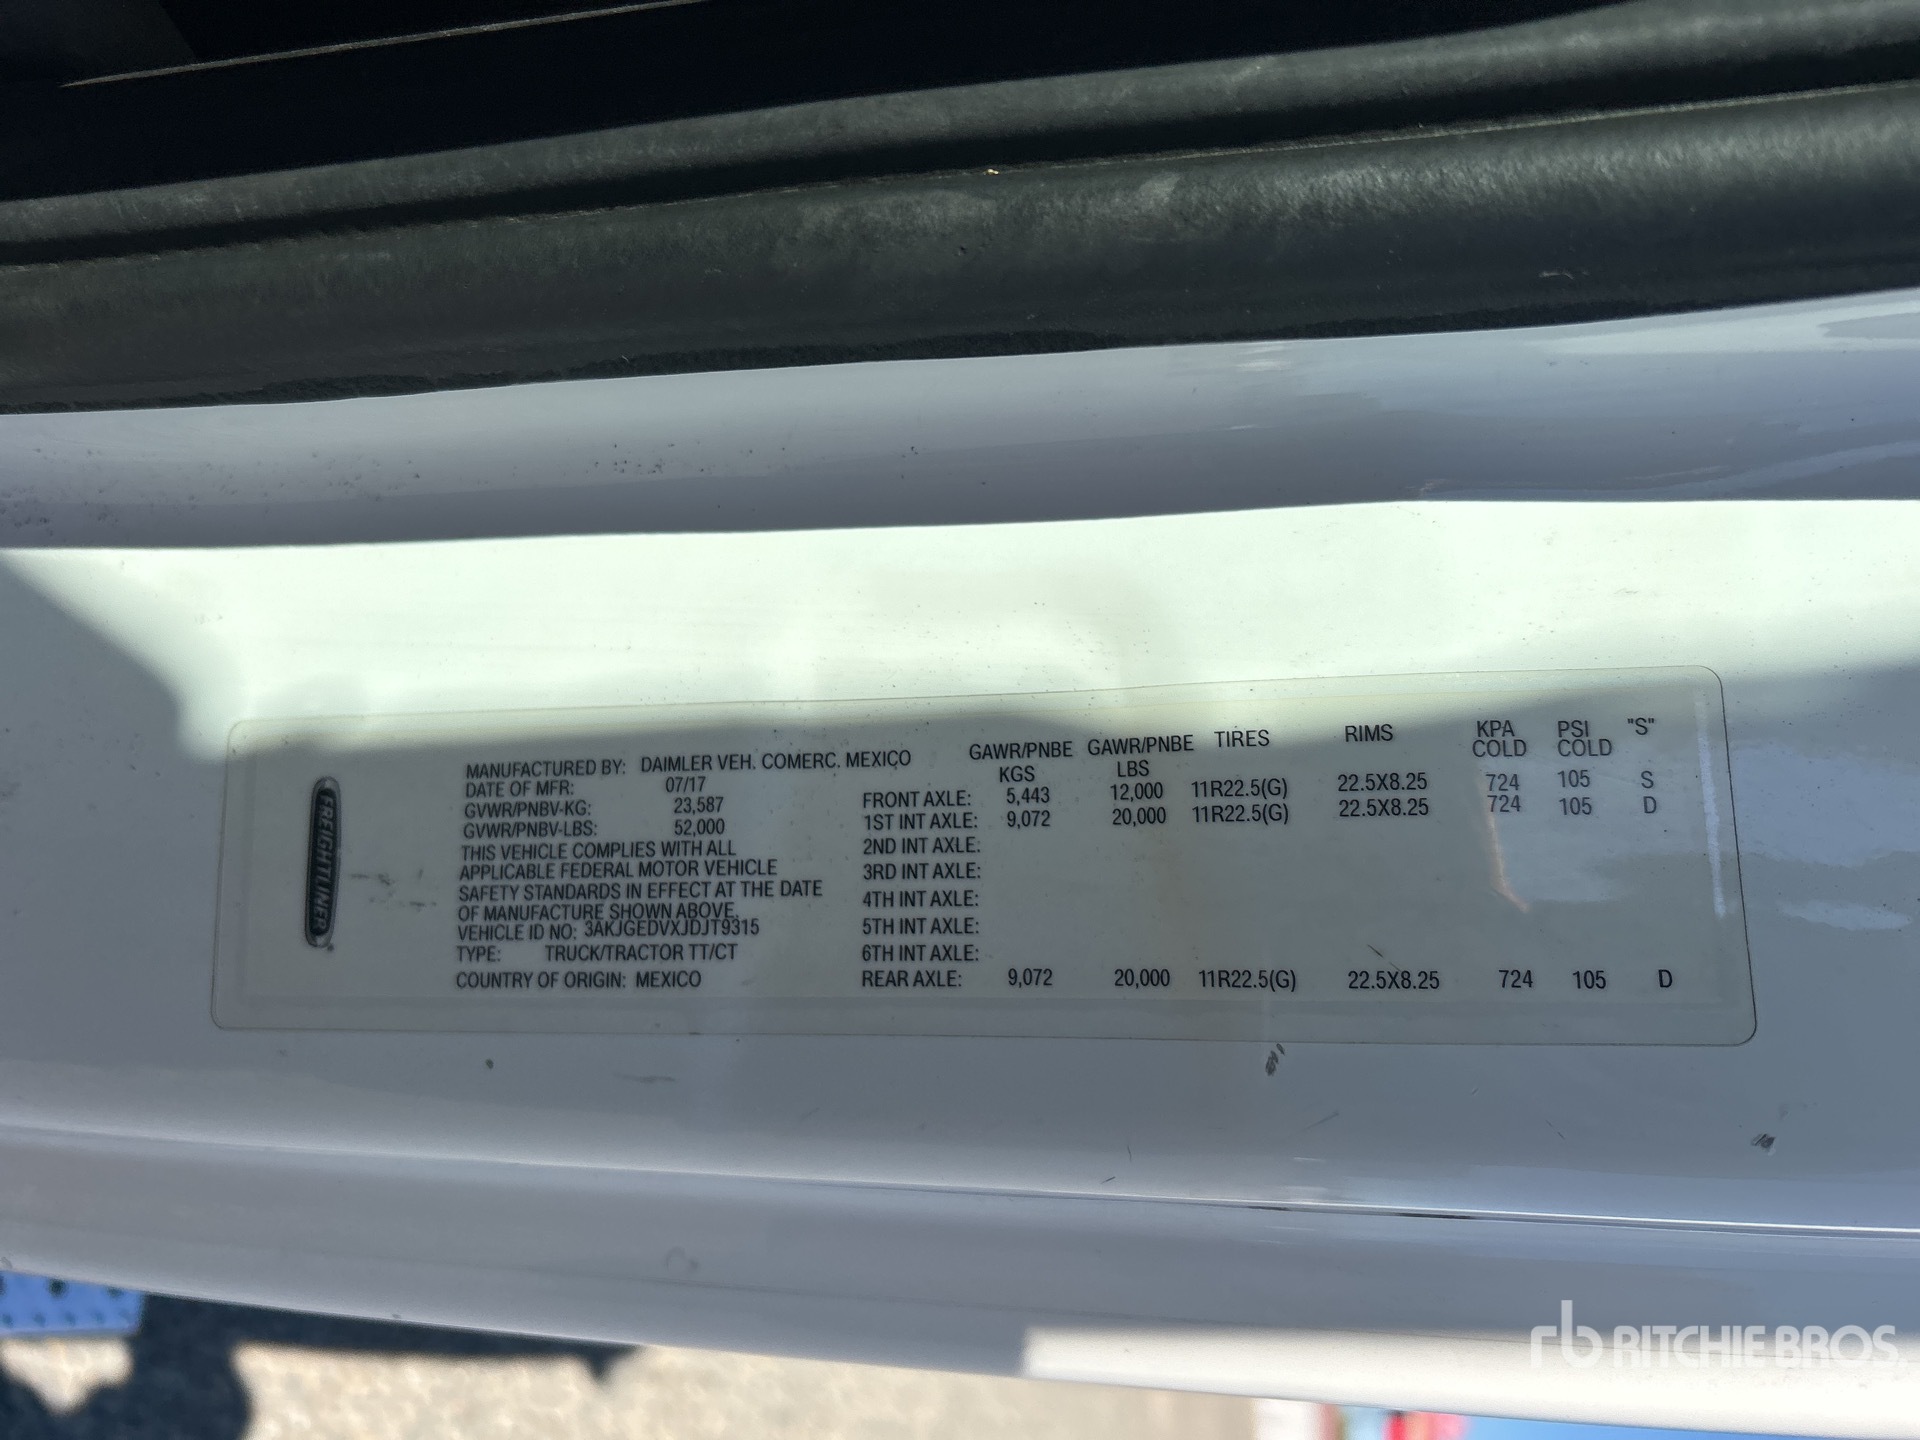 FREIGHTLINER
MANUFACTURED BY: DAIMLER VEH. COMERC. MEXICO
DATE OF MFR: 07/17
GVWR/PNBV-KG: 23,587
GVWR/PNBV-LBS: 52,000
THIS VEHICLE COMPLIES WITH ALL
APPLICABLE FEDERAL MOTOR VEHICLE
SAFETY STANDARDS IN EFFECT AT THE DATE
OF MANUFACTURE SHOWN ABOVE.
VEHICLE ID NO: 3AKJGEDVXJDJT9315
TYPE: TRUCK/TRACTOR TT/CT
COUNTRY OF ORIGIN: MEXICO
GAWR/PNBE KGS GAWR/PNBE LBS TIRES RIMS KPA COLD PSI COLD "S"
FRONT AXLE: 5,443 12,000 11R22.5(G) 22.5X8.25 724 105 S
1ST INT AXLE: 9,072 20,000 11R22.5(G) 22.5X8.25 724 105 D
2ND INT AXLE:
3RD INT AXLE:
4TH INT AXLE:
5TH INT AXLE:
6TH INT AXLE:
REAR AXLE: 9,072 20,000 11R22.5(G) 22.5X8.25 724 105 D
rb RITCHIE BROS.